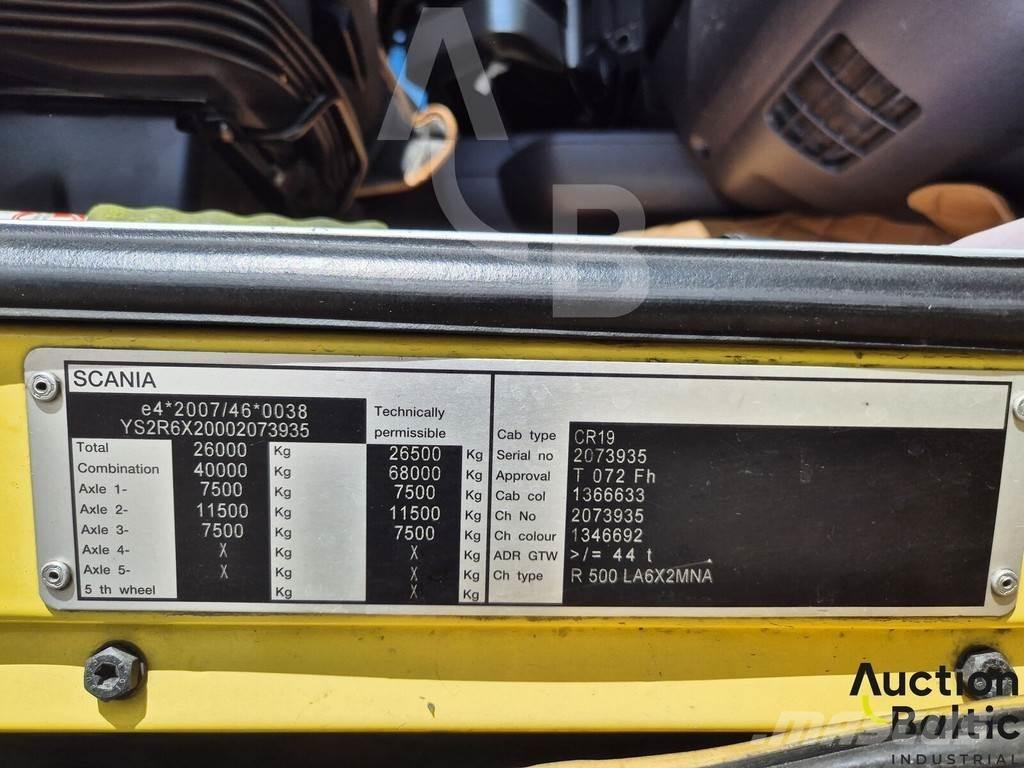 A
B
SCANIA
e4*2007/46*0038
YS2R6X20002073935
Technically
permissible
Total 26000 Kg 26500 Kg
Combination 40000 Kg 68000 Kg
Axle 1- 7500 Kg 7500 Kg
Axle 2- 11500 Kg 11500 Kg
Axle 3- 7500 Kg 7500 Kg
Axle 4- X Kg X Kg
Axle 5- X Kg X Kg
5 th wheel Kg X Kg
Cab type CR19
Serial no 2073935
Approval T 072 Fh
Cab col 1366633
Ch No 2073935
Ch colour 1346692
ADR GTW >/= 44 t
Ch type R 500 LA6X2MNA
Auction
Baltic
INDUSTRIAL